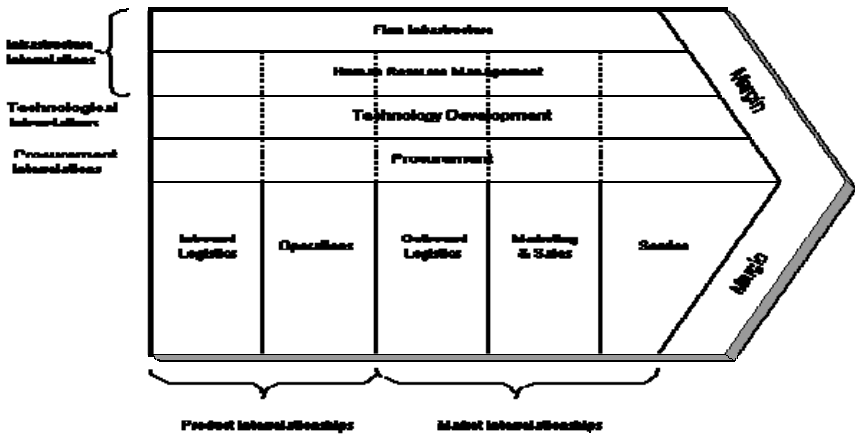 Firm Infrastructure
Infrastructure
Interrelations
Human Resource Management
Margin
Technological
Interrelations
Technology Development
Procurement
Interrelations
Procurement
Inbound
Logistics
Operations
Outbound
Logistics
Marketing
& Sales
Service
Margin
Product Interrelationships
Market Interrelationships